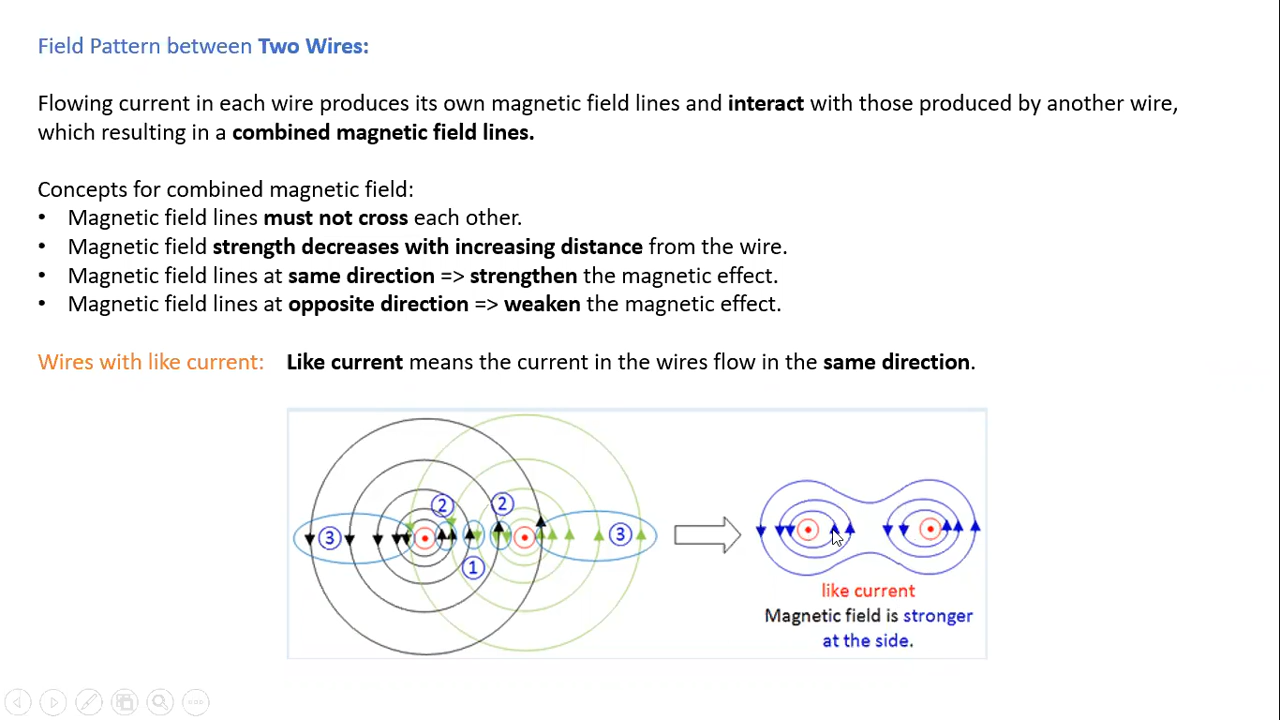 Field Pattern between Two Wires:
Flowing current in each wire produces its own magnetic field lines and interact with those produced by another wire,
which resulting in a combined magnetic field lines.
Concepts for combined magnetic field:
• Magnetic field lines must not cross each other.
• Magnetic field strength decreases with increasing distance from the wire.
• Magnetic field lines at same direction => strengthen the magnetic effect.
• Magnetic field lines at opposite direction => weaken the magnetic effect.
Wires with like current: Like current means the current in the wires flow in the same direction.
2 2
3 3
1
like current
Magnetic field is stronger
at the side.